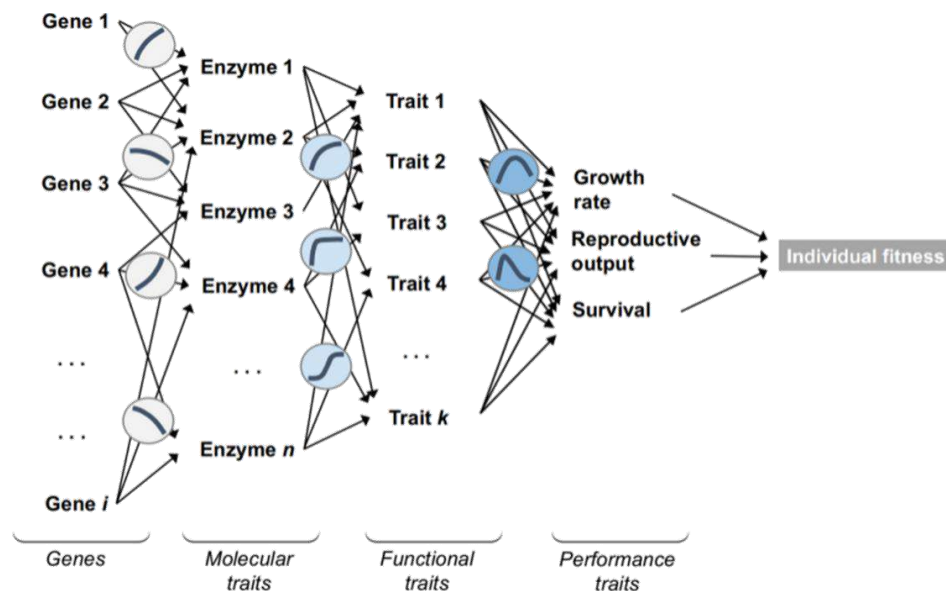 Gene 1
Gene 2
Gene 3
Gene 4
...
...
Gene i
Enzyme 1
Enzyme 2
Enzyme 3
Enzyme 4
...
Enzyme n
Trait 1
Trait 2
Trait 3
Trait 4
...
Trait k
Growth
rate
Reproductive
output
Survival
Individual fitness
Genes
Molecular
traits
Functional
traits
Performance
traits